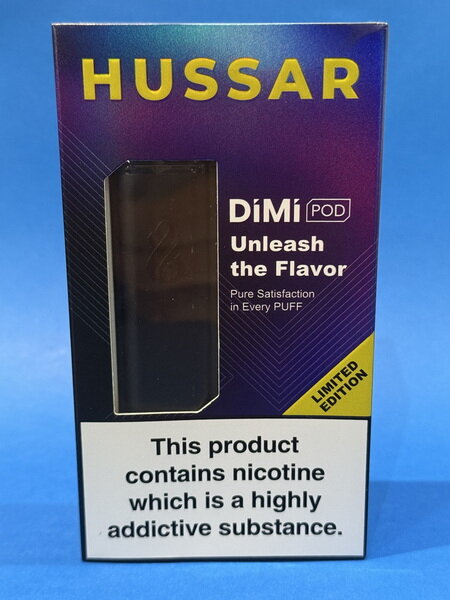 HUSSAR
DíMí POD
Unleash
the Flavor
Pure Satisfaction
in Every PUFF
LIMITED
EDITION
This product
contains nicotine
which is a highly
addictive substance.